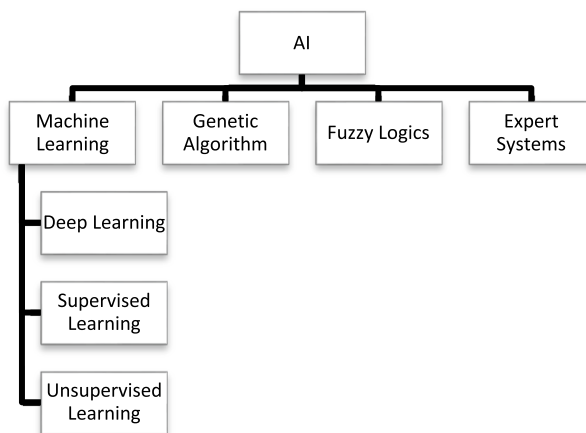 AI
Machine
Learning
Genetic
Algorithm
Fuzzy Logics
Expert
Systems
Deep Learning
Supervised
Learning
Unsupervised
Learning